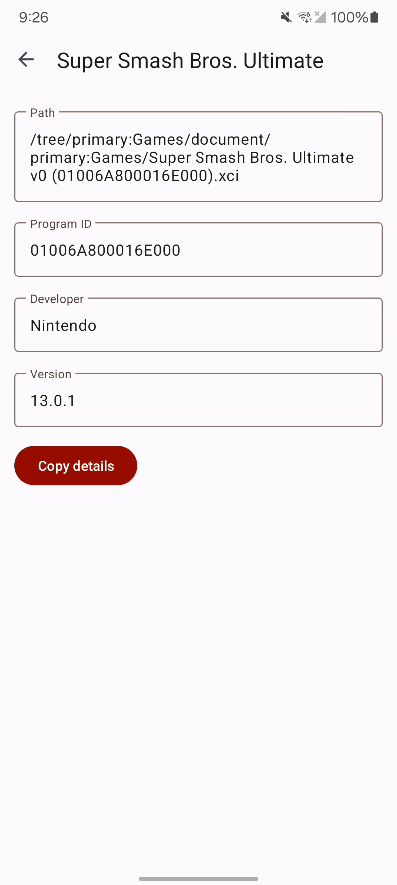 9:26
100%
Super Smash Bros. Ultimate
Path
/tree/primary:Games/document/
primary:Games/Super Smash Bros. Ultimate
v0 (01006A800016E000).xci
Program ID
01006A800016E000
Developer
Nintendo
Version
13.0.1
Copy details